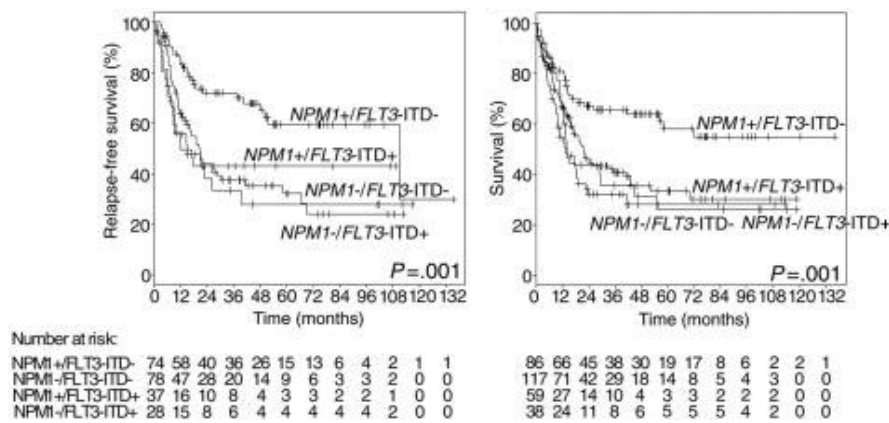 100
80
60
40
20
0
Relapse-free survival (%)
NPM1+/FLT3-ITD-
NPM1+/FLT3-ITD+
NPM1-/FLT3-ITD-
NPM1-/FLT3-ITD+
P=.001
0 12 24 36 48 60 72 84 96 108 132
Time (months)
100
80
60
40
20
0
Survival (%)
NPM1+/FLT3-ITD-
NPM1+/FLT3-ITD+
NPM1-/FLT3-ITD- NPM1-/FLT3-ITD+
P=.001
0 12 24 36 48 60 72 84 96 108 132
Time (months)
Number at risk:
NPM1+/FLT3-ITD- 74 58 40 36 26 15 13 6 4 2 1 1
NPM1-/FLT3-ITD- 78 47 28 20 14 9 6 3 3 2 0 0
NPM1+/FLT3-ITD+ 37 16 10 8 4 3 3 2 2 1 0 0
NPM1-/FLT3-ITD+ 28 15 8 6 4 4 4 4 4 2 0 0
86 66 45 38 30 19 17 8 6 2 2 1
117 71 42 29 18 14 8 5 4 3 0 0
59 27 14 10 4 3 3 2 2 2 0 0
38 24 11 8 6 5 5 5 4 2 0 0